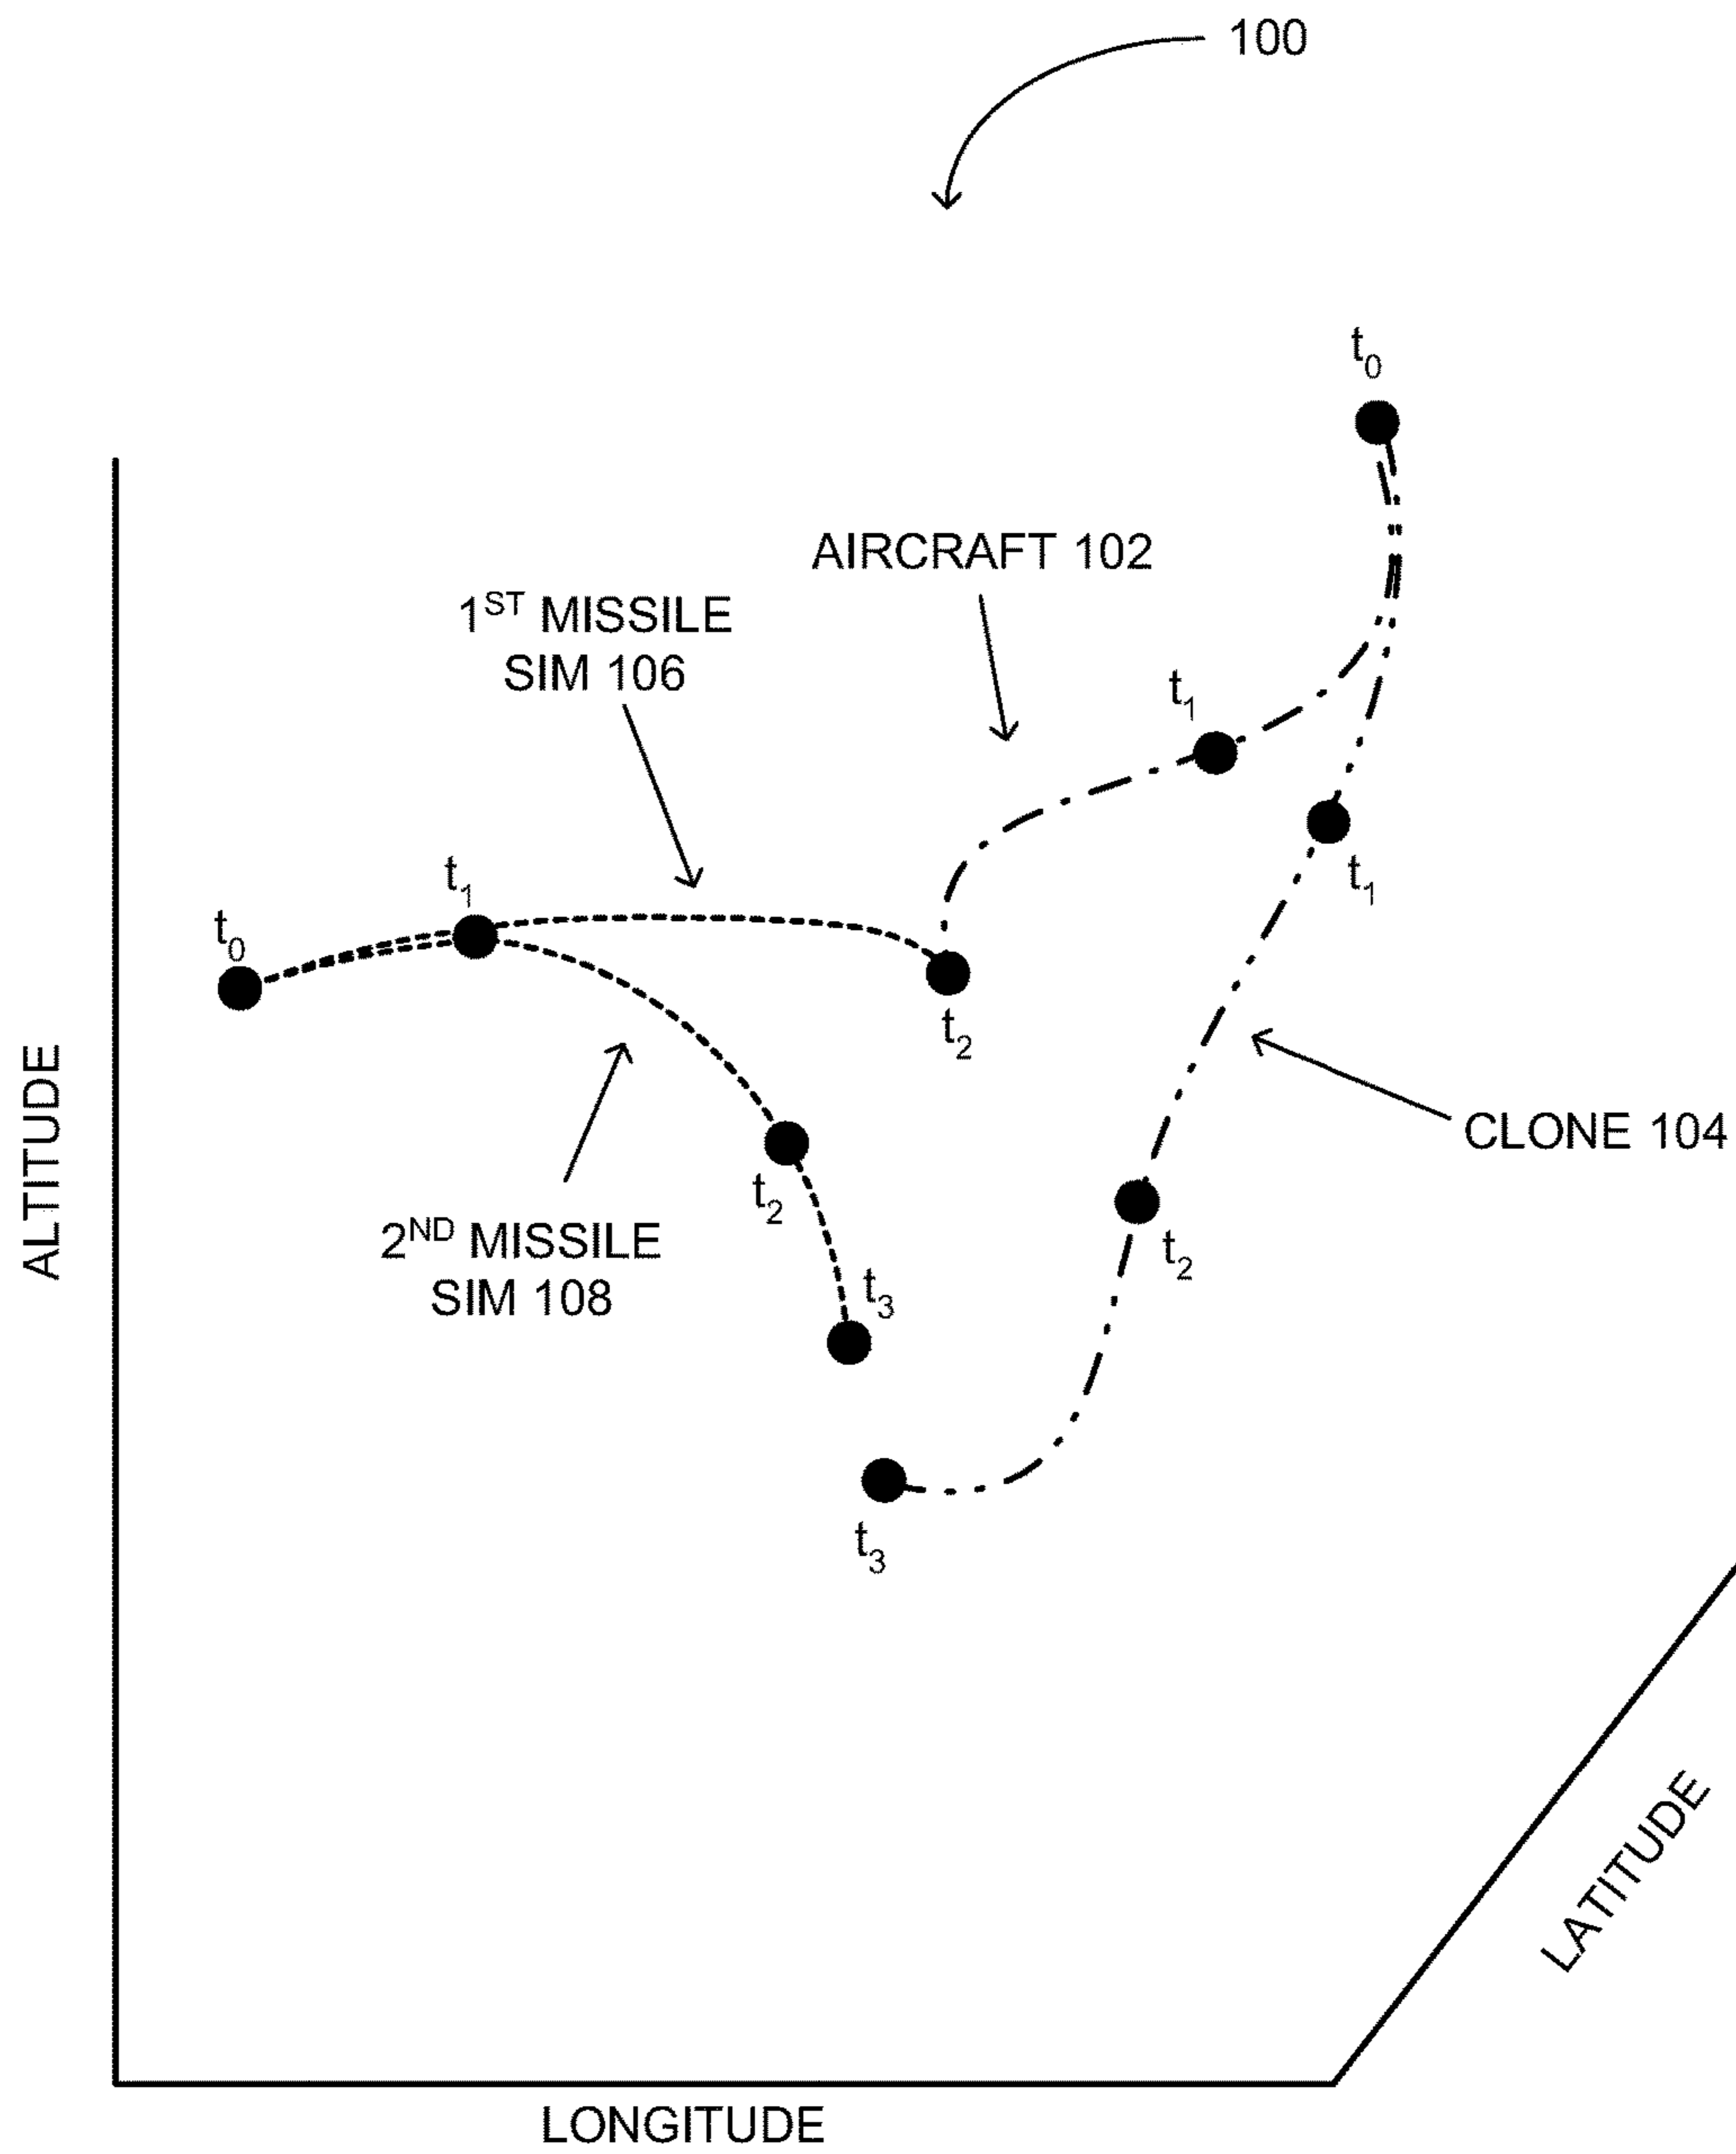 100
t₀
AIRCRAFT 102
1ˢᵀ MISSILE
SIM 106
t₁
t₁
t₁
t₀
t₂
CLONE 104
t₂
t₂
2ᴺᴰ MISSILE
SIM 108
t₃
t₃
ALTITUDE
LATITUDE
LONGITUDE